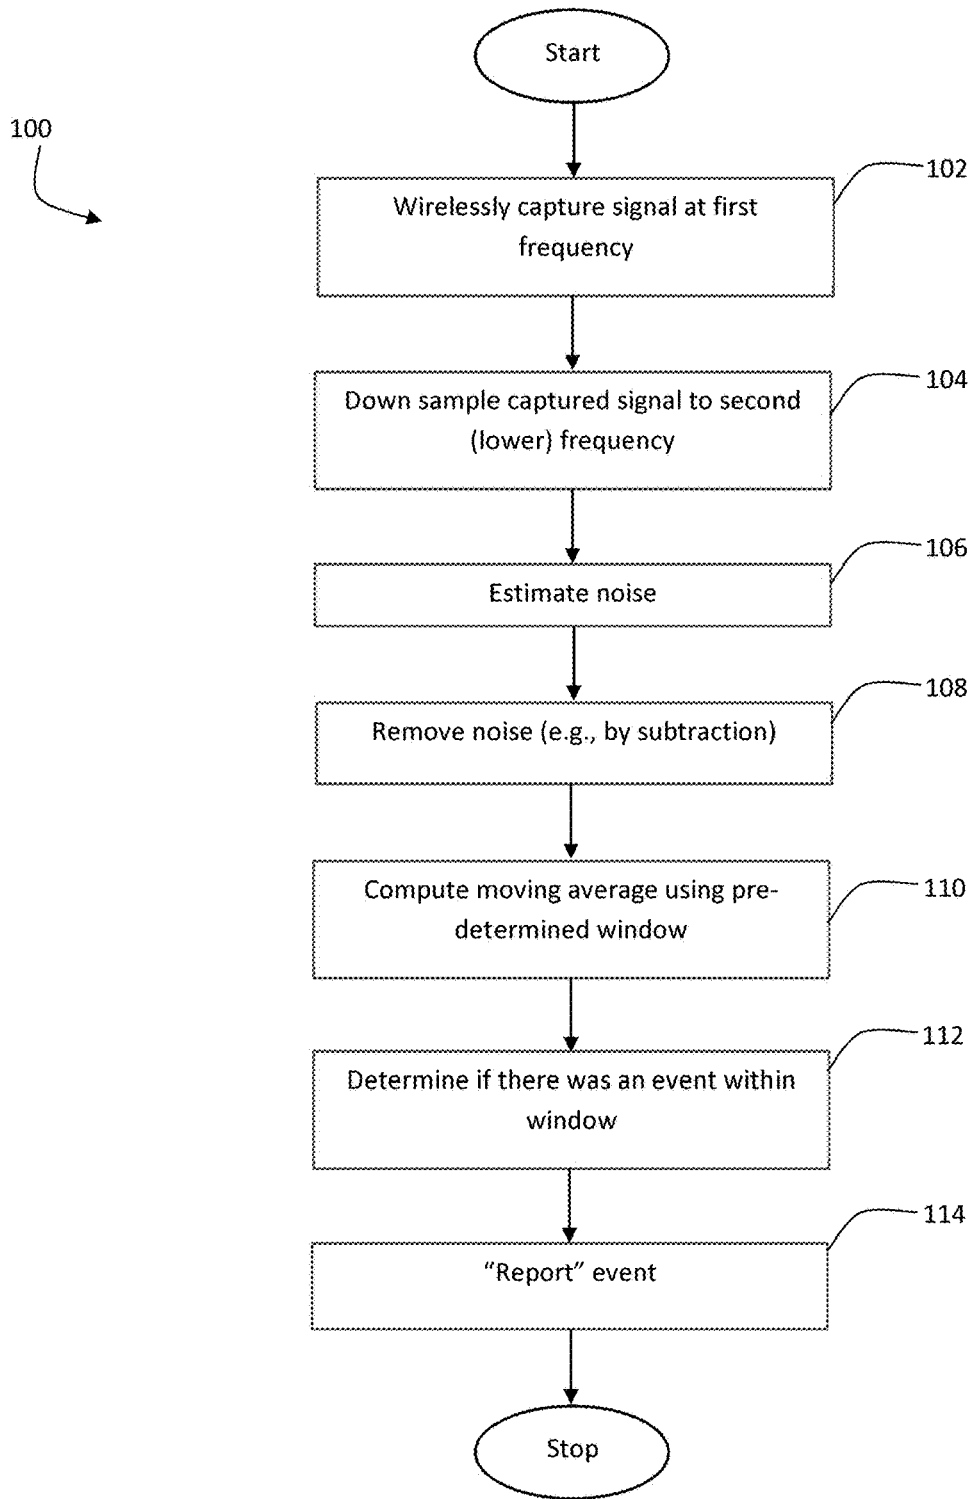 Start
100
102
Wirelessly capture signal at first
frequency
104
Down sample captured signal to second
(lower) frequency
106
Estimate noise
108
Remove noise (e.g., by subtraction)
110
Compute moving average using pre-
determined window
112
Determine if there was an event within
window
114
“Report” event
Stop